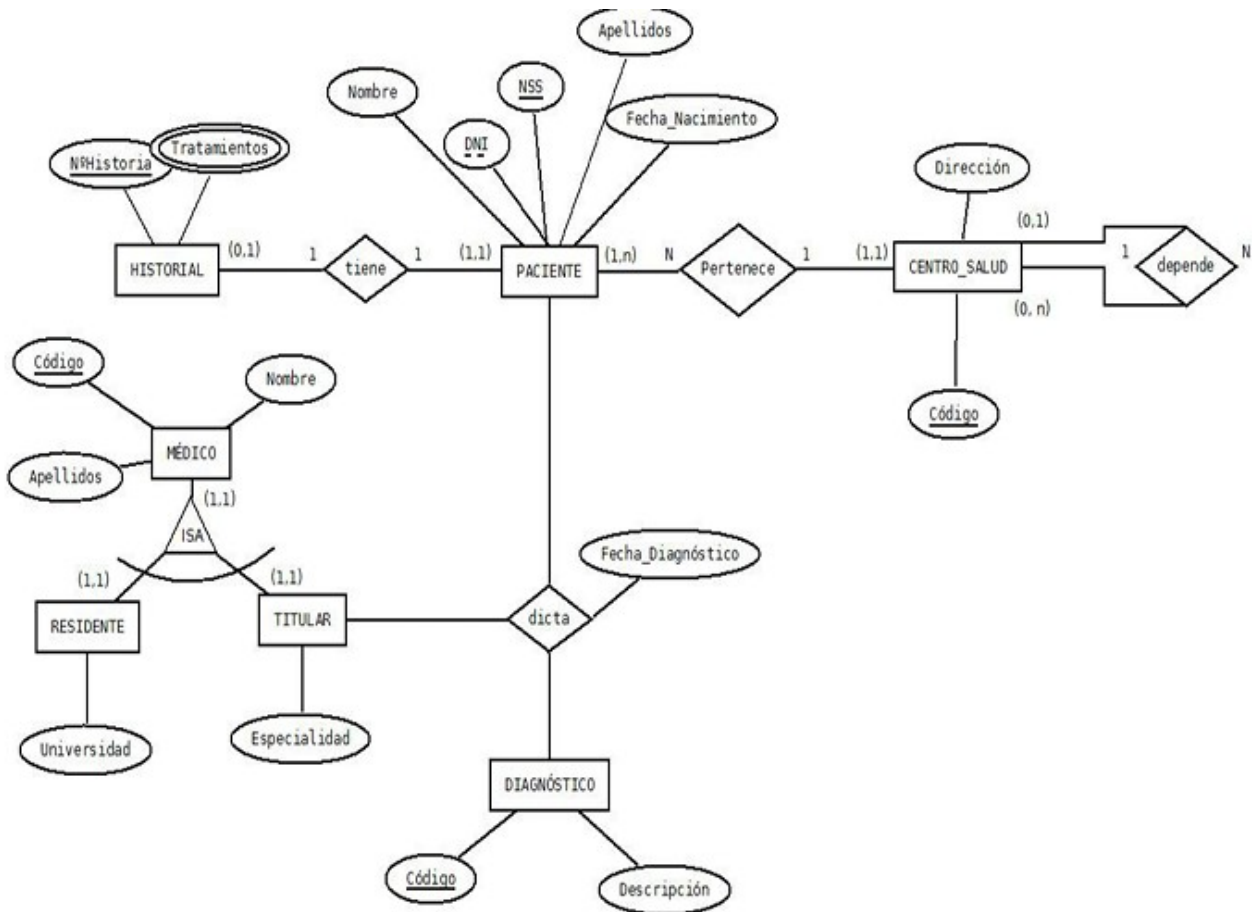 Apellidos
NSS
Nombre
Fecha_Nacimiento
DNI
Tratamientos
NºHistoria
Dirección
(0,1)
(0,1)
1
1
(1,1)
(1,n)
N
1
(1,1)
1
N
HISTORIAL
tiene
PACIENTE
Pertenece
CENTRO_SALUD
depende
(0, n)
Código
Nombre
Código
MÉDICO
Apellidos
(1,1)
ISA
Fecha_Diagnóstico
(1,1)
(1,1)
RESIDENTE
TITULAR
dicta
Universidad
Especialidad
DIAGNÓSTICO
Código
Descripción